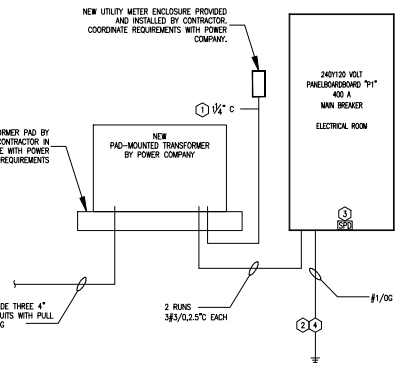 NEW UTILITY METER ENCLOSURE PROVIDED
AND INSTALLED BY CONTRACTOR.
COORDINATE REQUIREMENTS WITH POWER
COMPANY.
240Y120 VOLT
PANELBOARDBOARD "P1"
400 A
MAIN BREAKER
ELECTRICAL ROOM
1 1¼" C
ORMER PAD BY
CONTRACTOR IN
E WITH POWER
REQUIREMENTS
NEW
PAD-MOUNTED TRANSFORMER
BY POWER COMPANY
3
SPD
DE THREE 4"
UITS WITH PULL
G
2 RUNS
3#3/0,2.5"C EACH
#1/0G
2 4